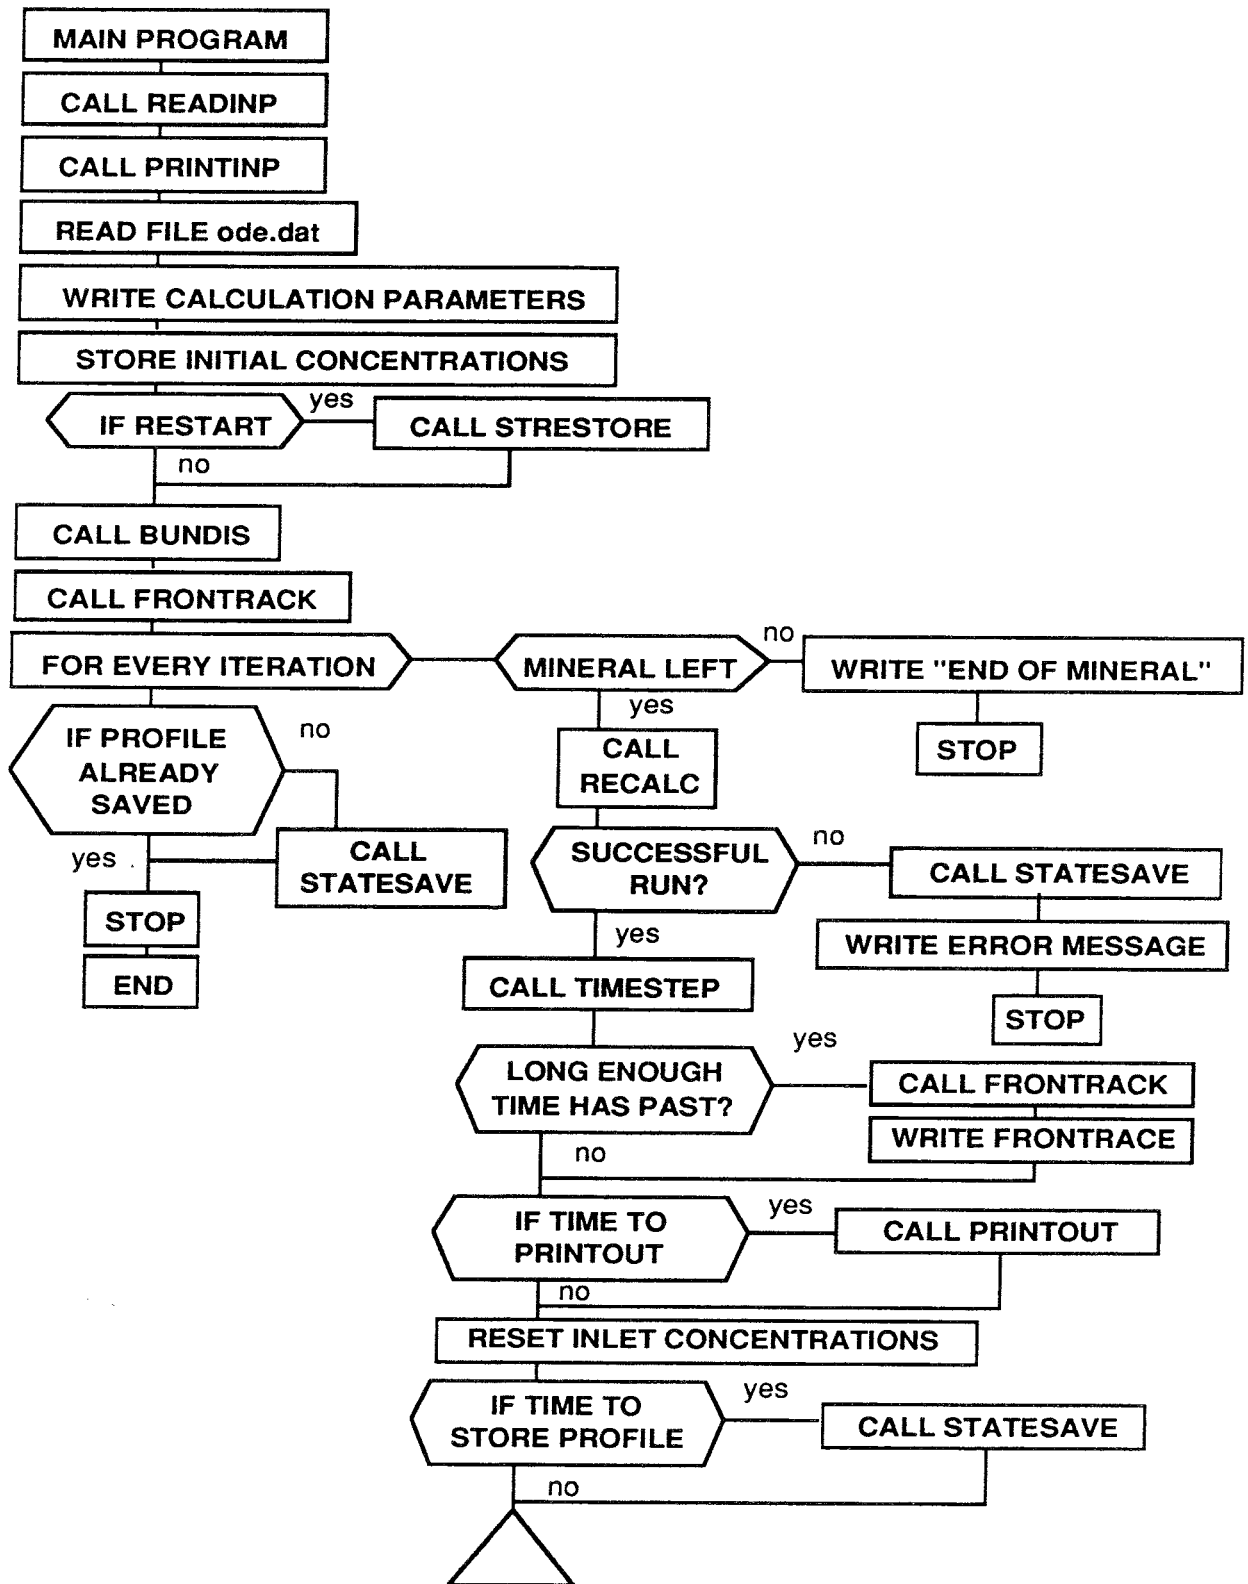 MAIN PROGRAM
CALL READINP
CALL PRINTINP
READ FILE ode.dat
WRITE CALCULATION PARAMETERS
STORE INITIAL CONCENTRATIONS
IF RESTART
yes
CALL STRESTORE
no
CALL BUNDIS
CALL FRONTRACK
FOR EVERY ITERATION
MINERAL LEFT
no
WRITE "END OF MINERAL"
STOP
yes
IF PROFILE
ALREADY
SAVED
no
CALL
STATESAVE
yes
STOP
END
CALL
RECALC
SUCCESSFUL
RUN?
no
CALL STATESAVE
WRITE ERROR MESSAGE
STOP
yes
CALL TIMESTEP
LONG ENOUGH
TIME HAS PAST?
yes
CALL FRONTRACK
WRITE FRONTRACE
no
IF TIME TO
PRINTOUT
yes
CALL PRINTOUT
no
RESET INLET CONCENTRATIONS
IF TIME TO
STORE PROFILE
yes
CALL STATESAVE
no